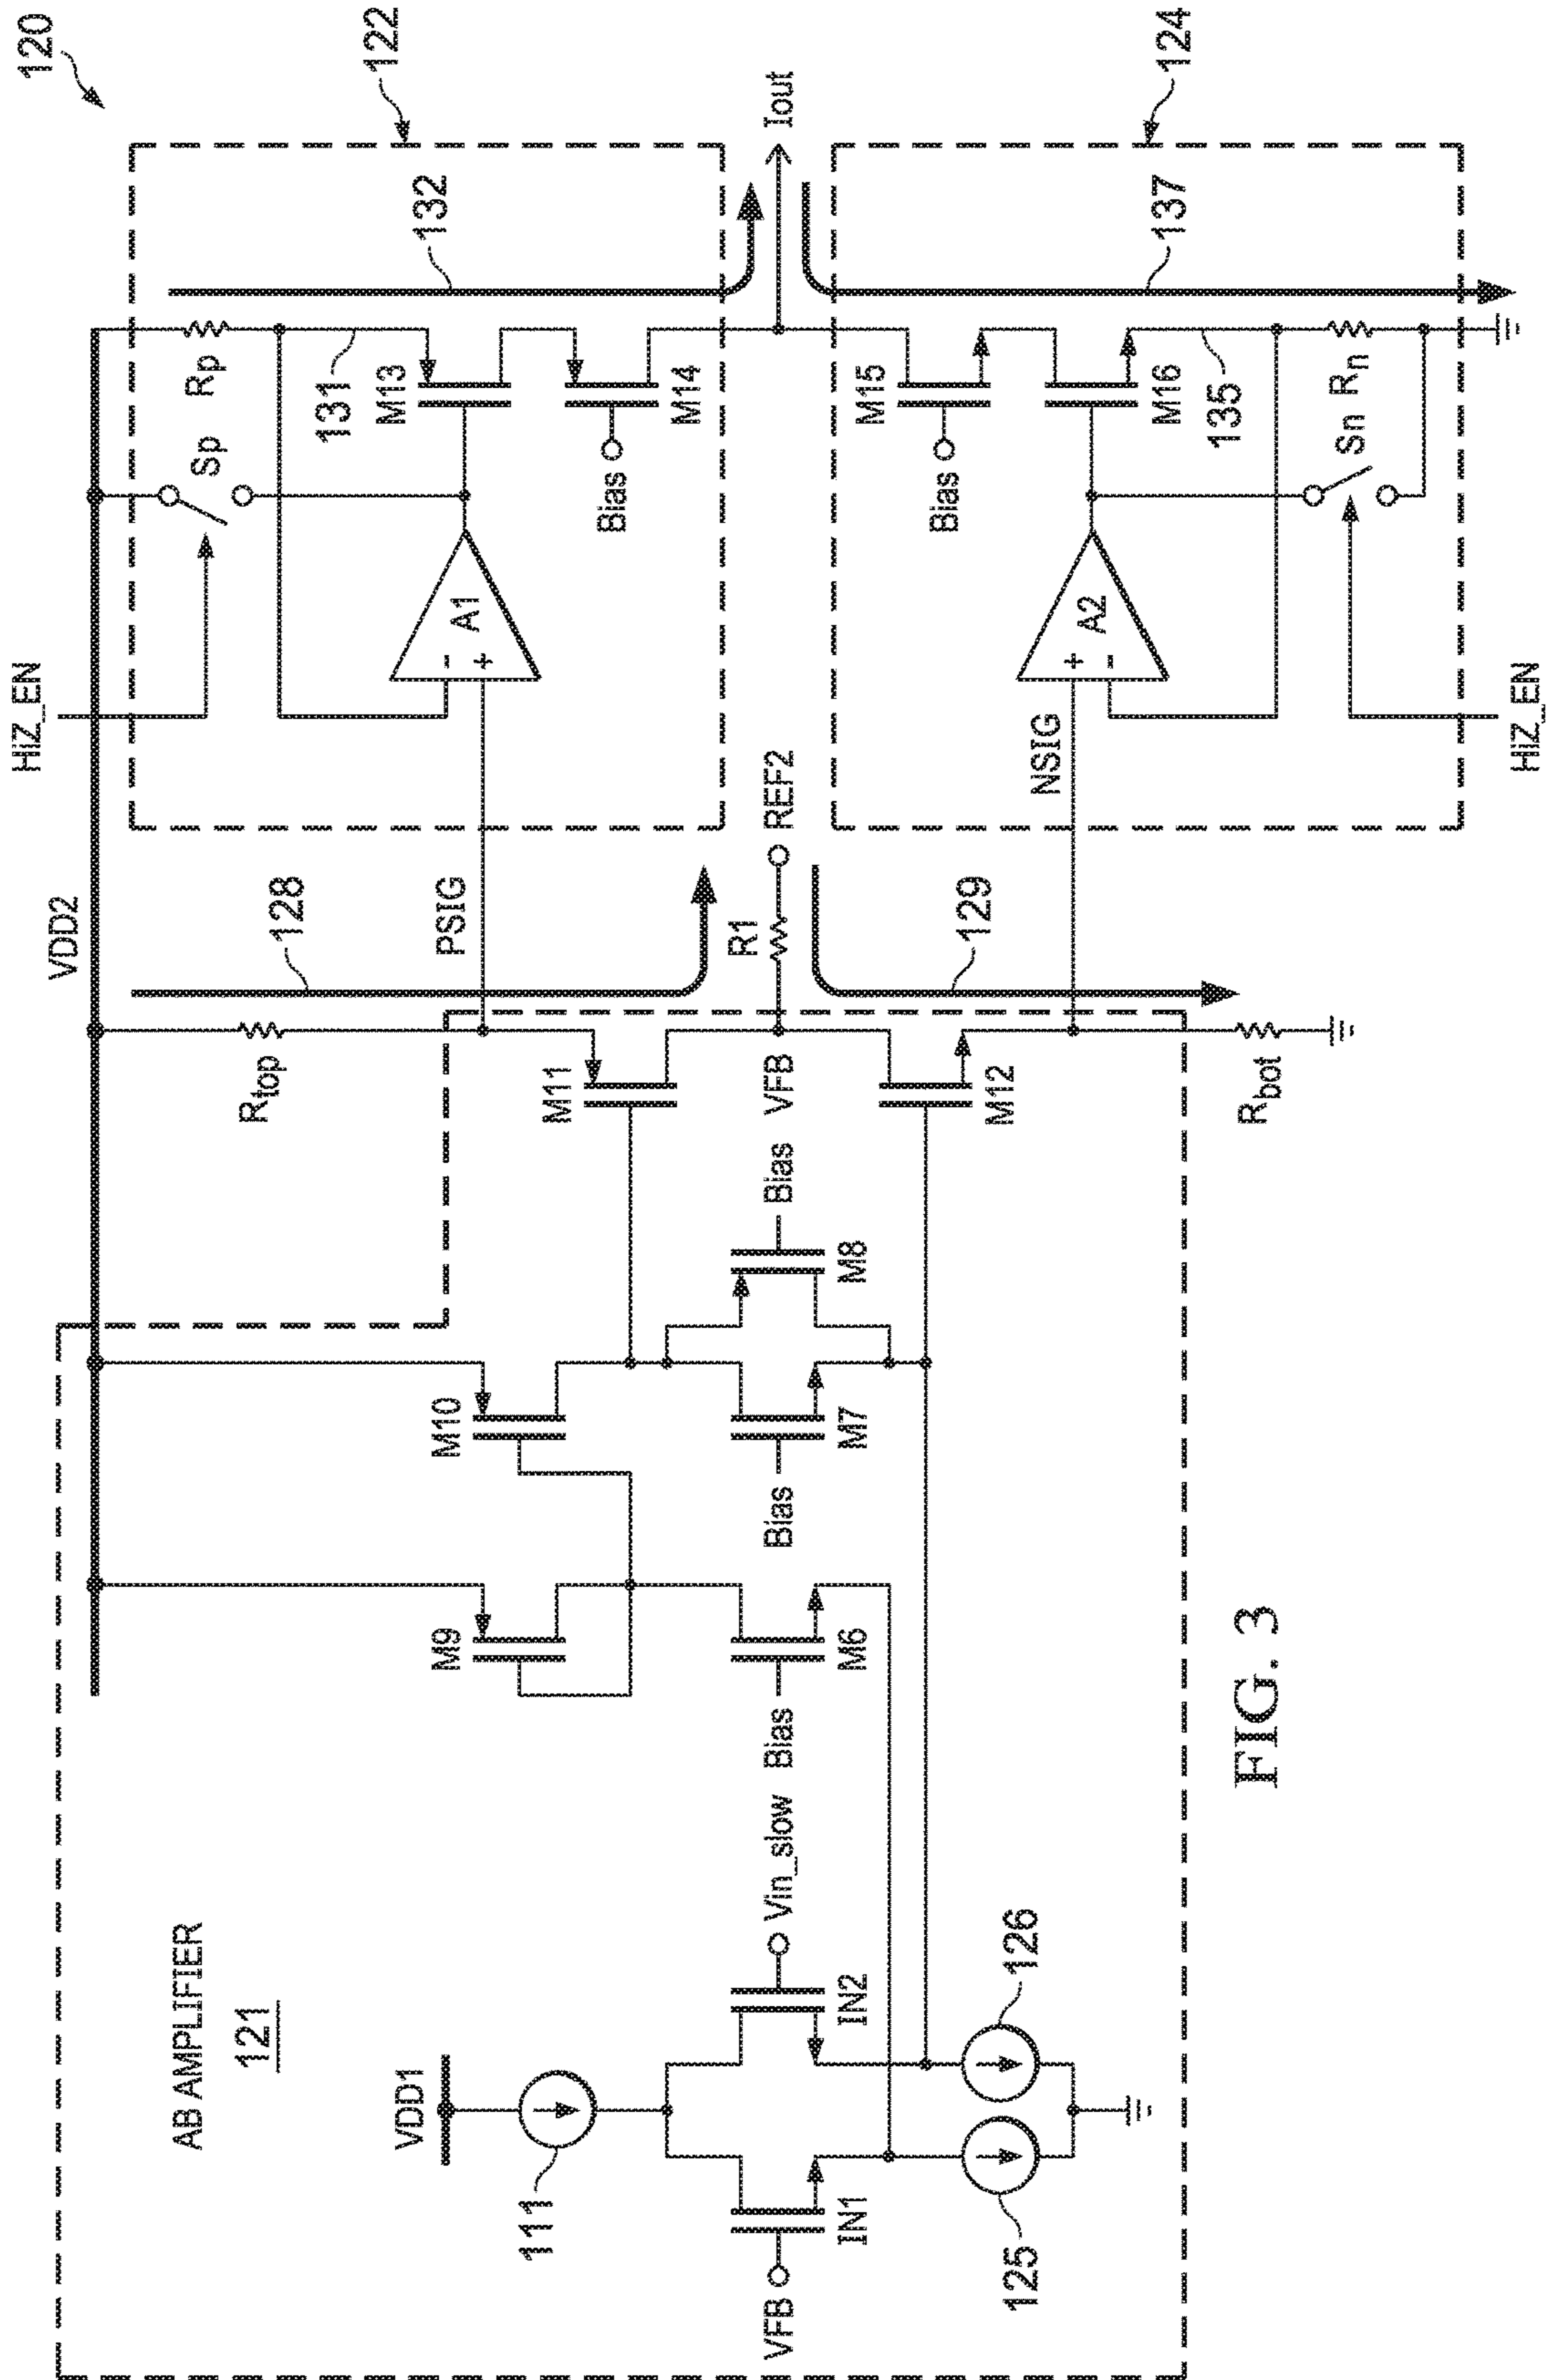 120
HiZ_EN
VDD2
122
Rp
Sp
131
132
M13
A1
-
+
M14
Bias
PSIG
128
Rtop
M11
M10
M9
AB AMPLIFIER
121
VDD1
111
Iout
REF2
R1
VFB
Bias
M8
M7
Bias
M6
Bias
Vin_slow
IN2
IN1
VFB
124
137
M15
Bias
M16
135
Rn
Sn
A2
+
-
NSIG
HiZ_EN
129
M12
Rbot
126
125
FIG. 3